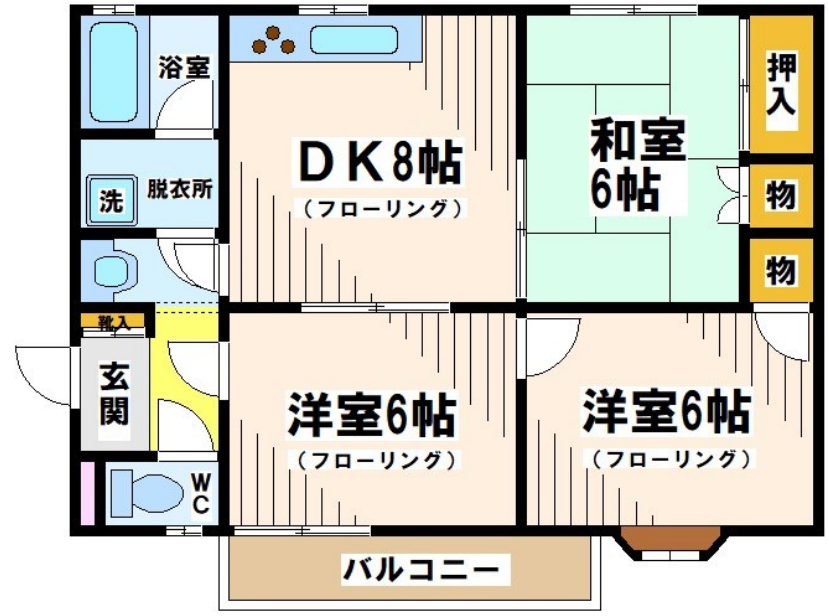 浴室
押入
DK8帖
(フローリング)
和室
6帖
洗
脱衣所
物
物
靴入
玄関
洋室6帖
(フローリング)
洋室6帖
(フローリング)
WC
バルコニー